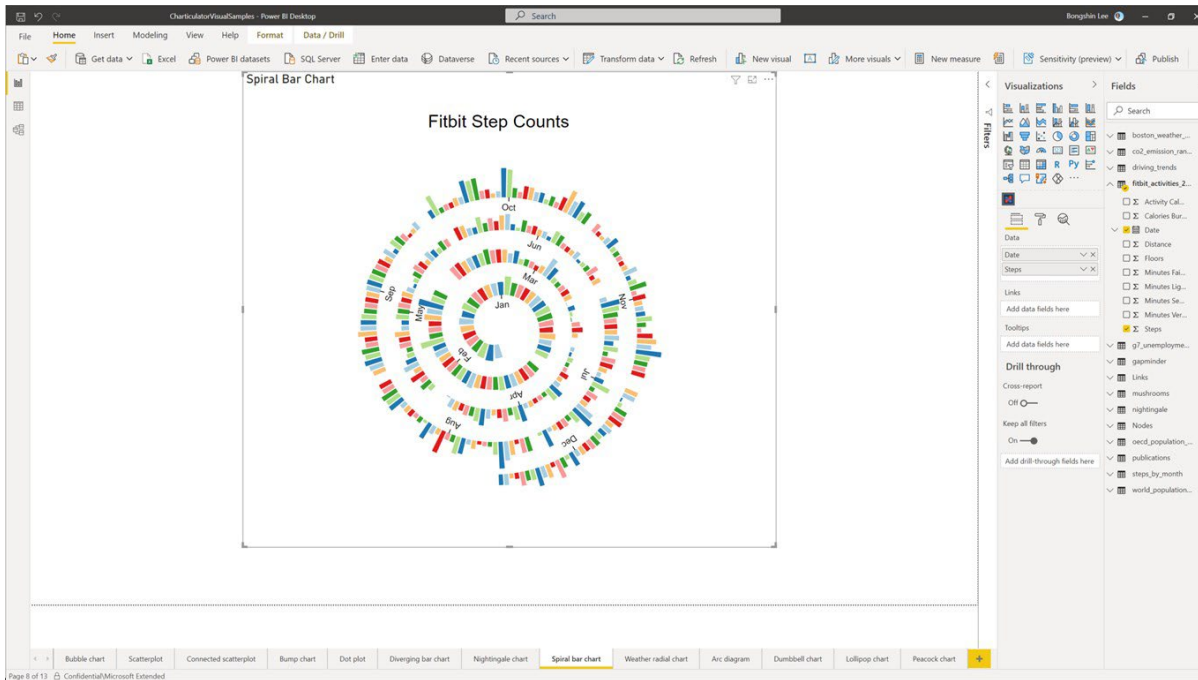 CharticulatorVisualSamples - Power BI Desktop
Search
Bongshin Lee
File Home Insert Modeling View Help Format Data / Drill
Get data Excel Power BI datasets SQL Server Enter data Dataverse Recent sources Transform data Refresh New visual More visuals New measure Sensitivity (preview) Publish
Spiral Bar Chart
Fitbit Step Counts
Oct
Jun
Mar
Jan
Sep
May
Nov
Feb
Jul
Apr
Aug
Dec
Filters
Visualizations
R Py
Data
Date
Steps
Links
Add data fields here
Tooltips
Add data fields here
Drill through
Cross-report
Off
Keep all filters
On
Add drill-through fields here
Fields
Search
boston_weather_...
co2_emission_ran...
driving_trends
fitbit_activities_2...
Σ Activity Cal...
Σ Calories Bur...
Date
Σ Distance
Σ Floors
Σ Minutes Fai...
Σ Minutes Lig...
Σ Minutes Se...
Σ Minutes Ver...
Σ Steps
g7_unemployme...
gapminder
Links
mushrooms
nightingale
Nodes
oecd_population_...
publications
steps_by_month
world_population...
Bubble chart Scatterplot Connected scatterplot Bump chart Dot plot Diverging bar chart Nightingale chart Spiral bar chart Weather radial chart Arc diagram Dumbbell chart Lollipop chart Peacock chart +
Page 8 of 13 Confidential\Microsoft Extended